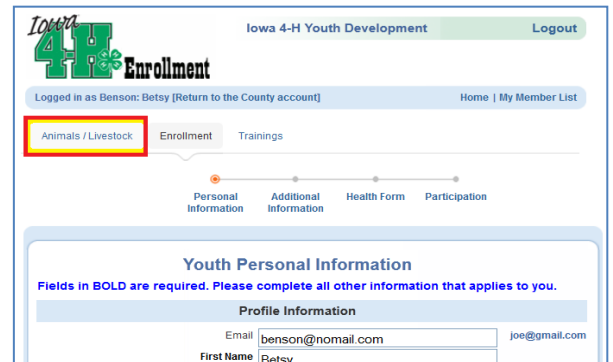 Iowa 4-H Enrollment
Iowa 4-H Youth Development
Logout
Logged in as Benson: Betsy [Return to the County account]
Home | My Member List
Animals / Livestock
Enrollment
Trainings
Personal Information
Additional Information
Health Form
Participation
Youth Personal Information
Fields in BOLD are required. Please complete all other information that applies to you.
Profile Information
Email benson@nomail.com joe@gmail.com
First Name Betsy